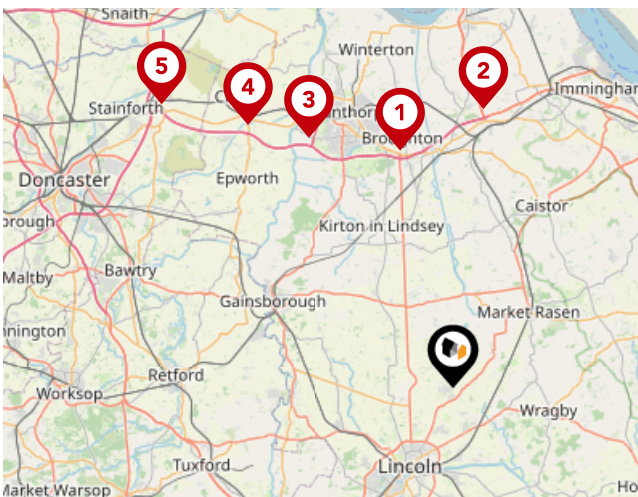 Snaith
Winterton
5
2
4
3
1
Immingham
Stainforth
Broughton
Doncaster
Epworth
Caistor
Kirton in Lindsey
Maltby
Bawtry
Gainsborough
Market Rasen
Retford
Worksop
Wragby
Tuxford
Lincoln
Market Warsop